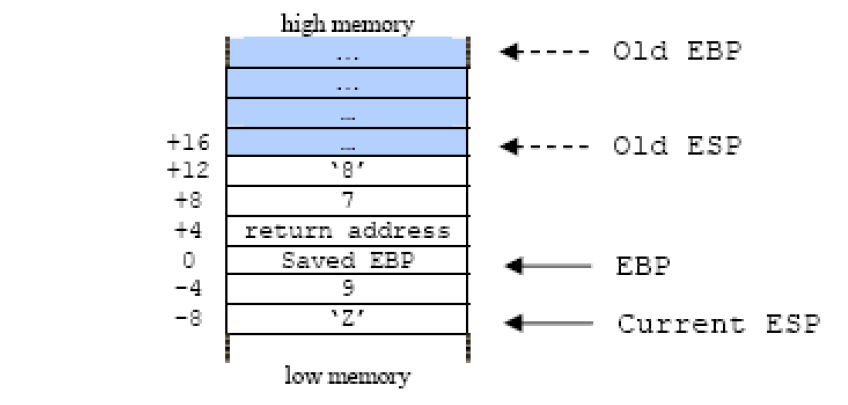 high memory
... Old EBP
...
...
+16 ... Old ESP
+12 '8'
+8 7
+4 return address
0 Saved EBP EBP
-4 9
-8 'Z' Current ESP
low memory